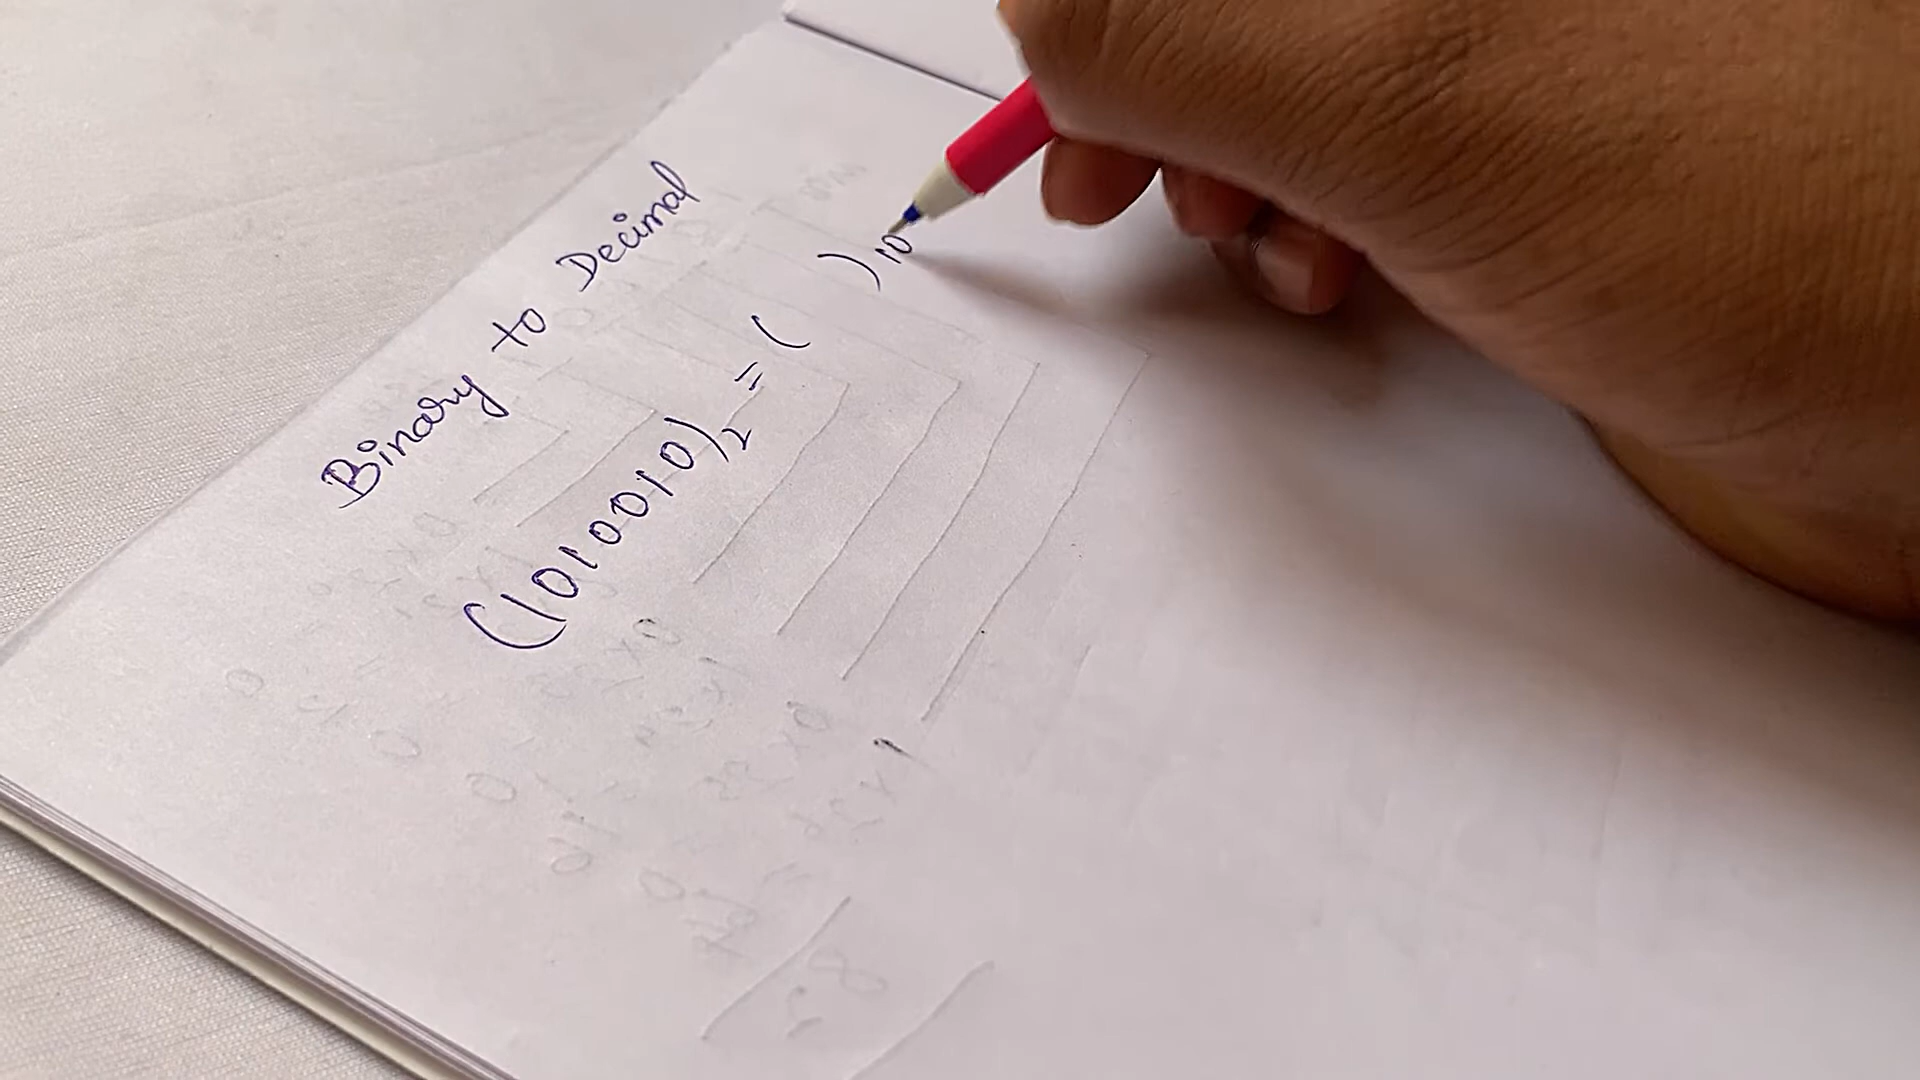 Binary to Decimal
(1010010)₂ = ( )₁₀